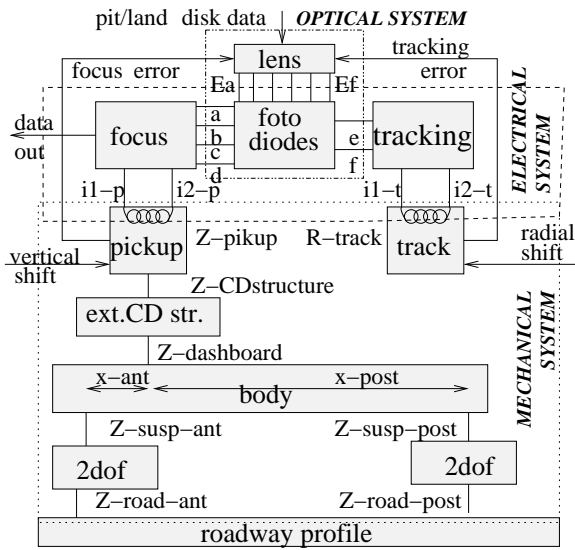 pit/land disk data OPTICAL SYSTEM
lens
tracking
focus error
error
Ea
Ef
data
out
focus
a
b
c
d
foto
diodes
e
f
tracking
ELECTRICAL
SYSTEM
i1-p i2-p
i1-t i2-t
pickup
Z-pikup
R-track
track
vertical
shift
radial
shift
Z-CDstructure
ext.CD str.
Z-dashboard
x-ant
x-post
body
MECHANICAL
SYSTEM
Z-susp-ant
Z-susp-post
2dof
2dof
Z-road-ant
Z-road-post
roadway profile